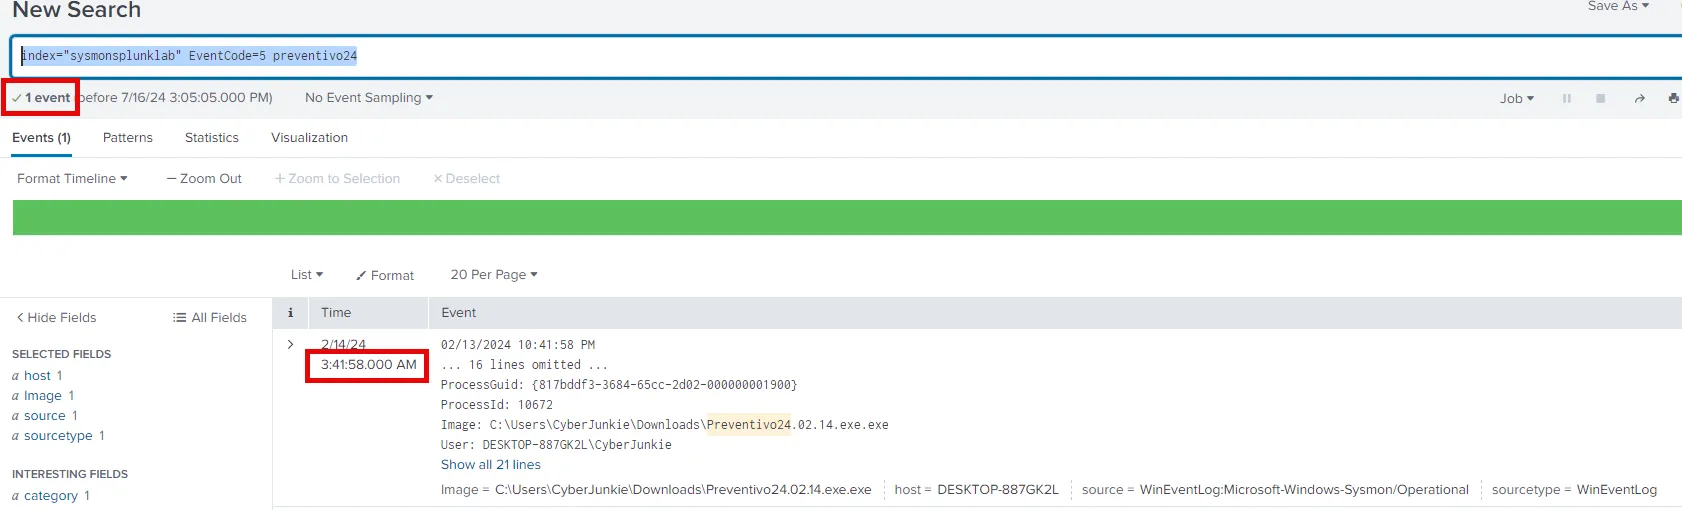 New Search
Save As
index="sysmonsplunklab" EventCode=5 preventivo24
1 event (before 7/16/24 3:05:05.000 PM)
No Event Sampling
Job
Events (1)
Patterns
Statistics
Visualization
Format Timeline
Zoom Out
Zoom to Selection
Deselect
List
Format
20 Per Page
Hide Fields
All Fields
i
Time
Event
SELECTED FIELDS
a host 1
a Image 1
a source 1
a sourcetype 1
INTERESTING FIELDS
a category 1
2/14/24
3:41:58.000 AM
02/13/2024 10:41:58 PM
... 16 lines omitted ...
ProcessGuid: {817bddf3-3684-65cc-2d02-000000001900}
ProcessId: 10672
Image: C:\Users\CyberJunkie\Downloads\Preventivo24.02.14.exe.exe
User: DESKTOP-887GK2L\CyberJunkie
Show all 21 lines
Image = C:\Users\CyberJunkie\Downloads\Preventivo24.02.14.exe.exe
host = DESKTOP-887GK2L
source = WinEventLog:Microsoft-Windows-Sysmon/Operational
sourcetype = WinEventLog